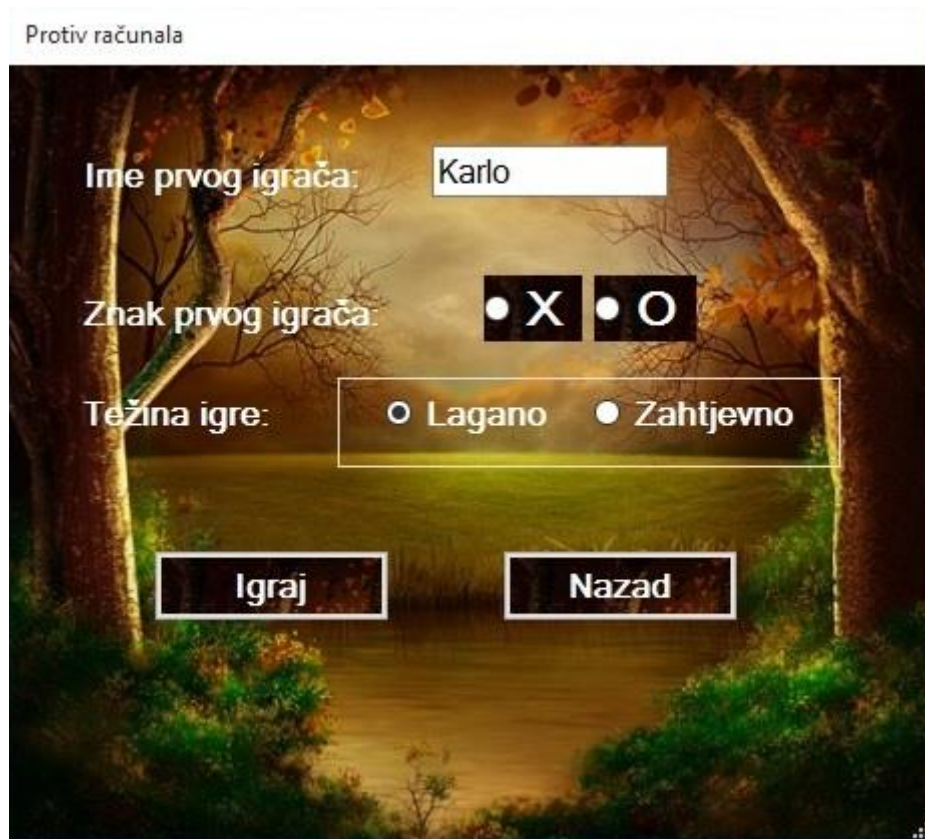 Protiv računala
Ime prvog igrača: Karlo
Znak prvog igrača: X O
Težina igre: Lagano Zahtjevno
Igraj Nazad